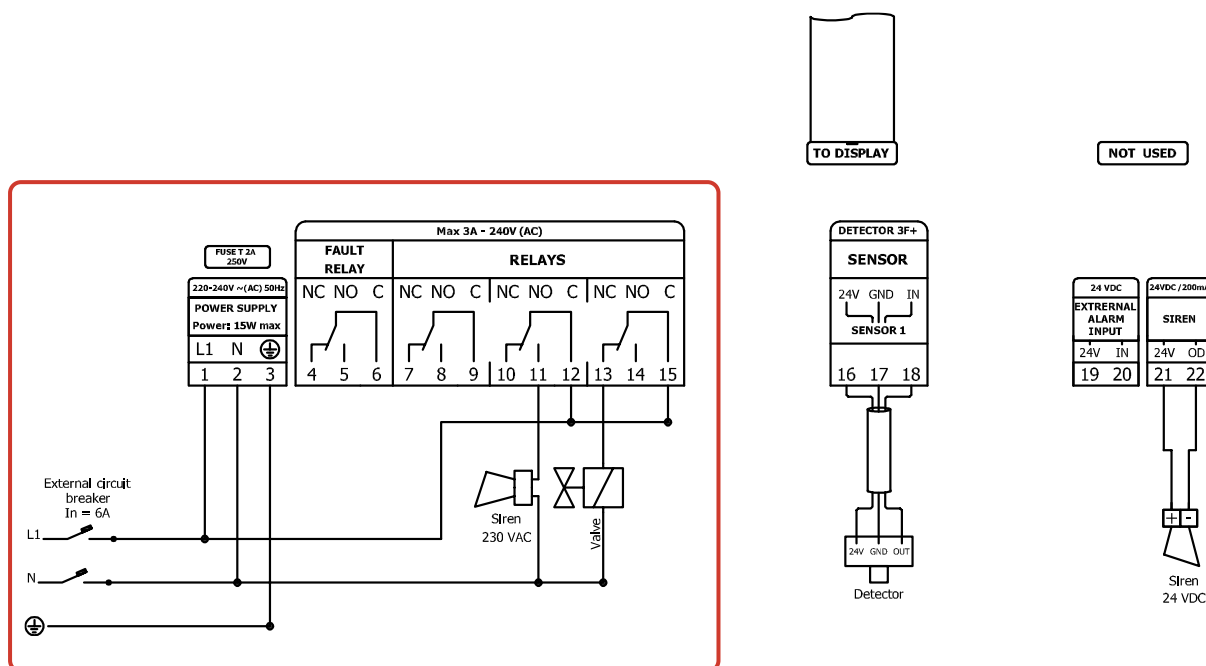 TO DISPLAY
NOT USED
Max 3A - 240V (AC)
FUSE T 2A
250V
FAULT
RELAY
RELAYS
220-240V ~(AC) 50Hz
POWER SUPPLY
Power: 15W max
NC NO C NC NO C NC NO C NC NO C
L1 N
1 2 3 4 5 6 7 8 9 10 11 12 13 14 15
External circuit
breaker
In = 6A
L1
N
Siren
230 VAC
Valve
DETECTOR 3F+
SENSOR
24V GND IN
SENSOR 1
16 17 18
24V GND OUT
Detector
24 VDC
EXTRERNAL
ALARM
INPUT
24V IN
19 20
24VDC/200mA
SIREN
24V OD
21 22
+ -
Siren
24 VDC